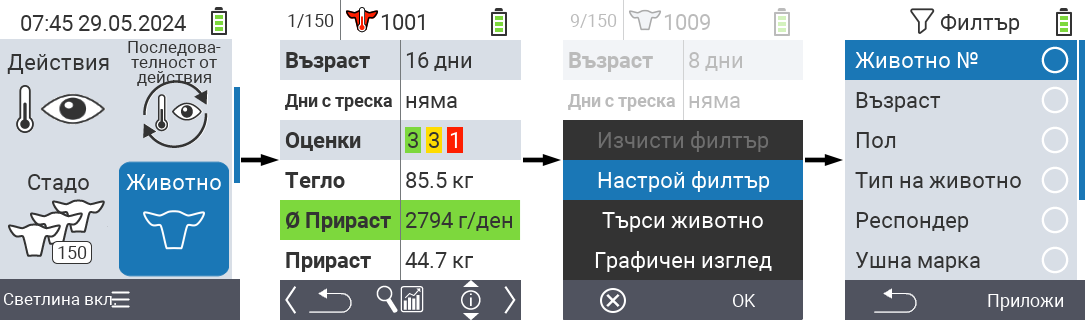 07:45 29.05.2024
Действия
Последова-
телност от
действия
Стадо
150
Животно
Светлина вкл.
1/150 1001
Възраст 16 дни
Дни с треска няма
Оценки 3 3 1
Тегло 85.5 кг
Ø Прираст 2794 г/ден
Прираст 44.7 кг
9/150 1009
Възраст 8 дни
Дни с треска няма
Изчисти филтър
Настрой филтър
Търси животно
Графичен изглед
OK
Филтър
Животно №
Възраст
Пол
Тип на животно
Респондер
Ушна марка
Приложи